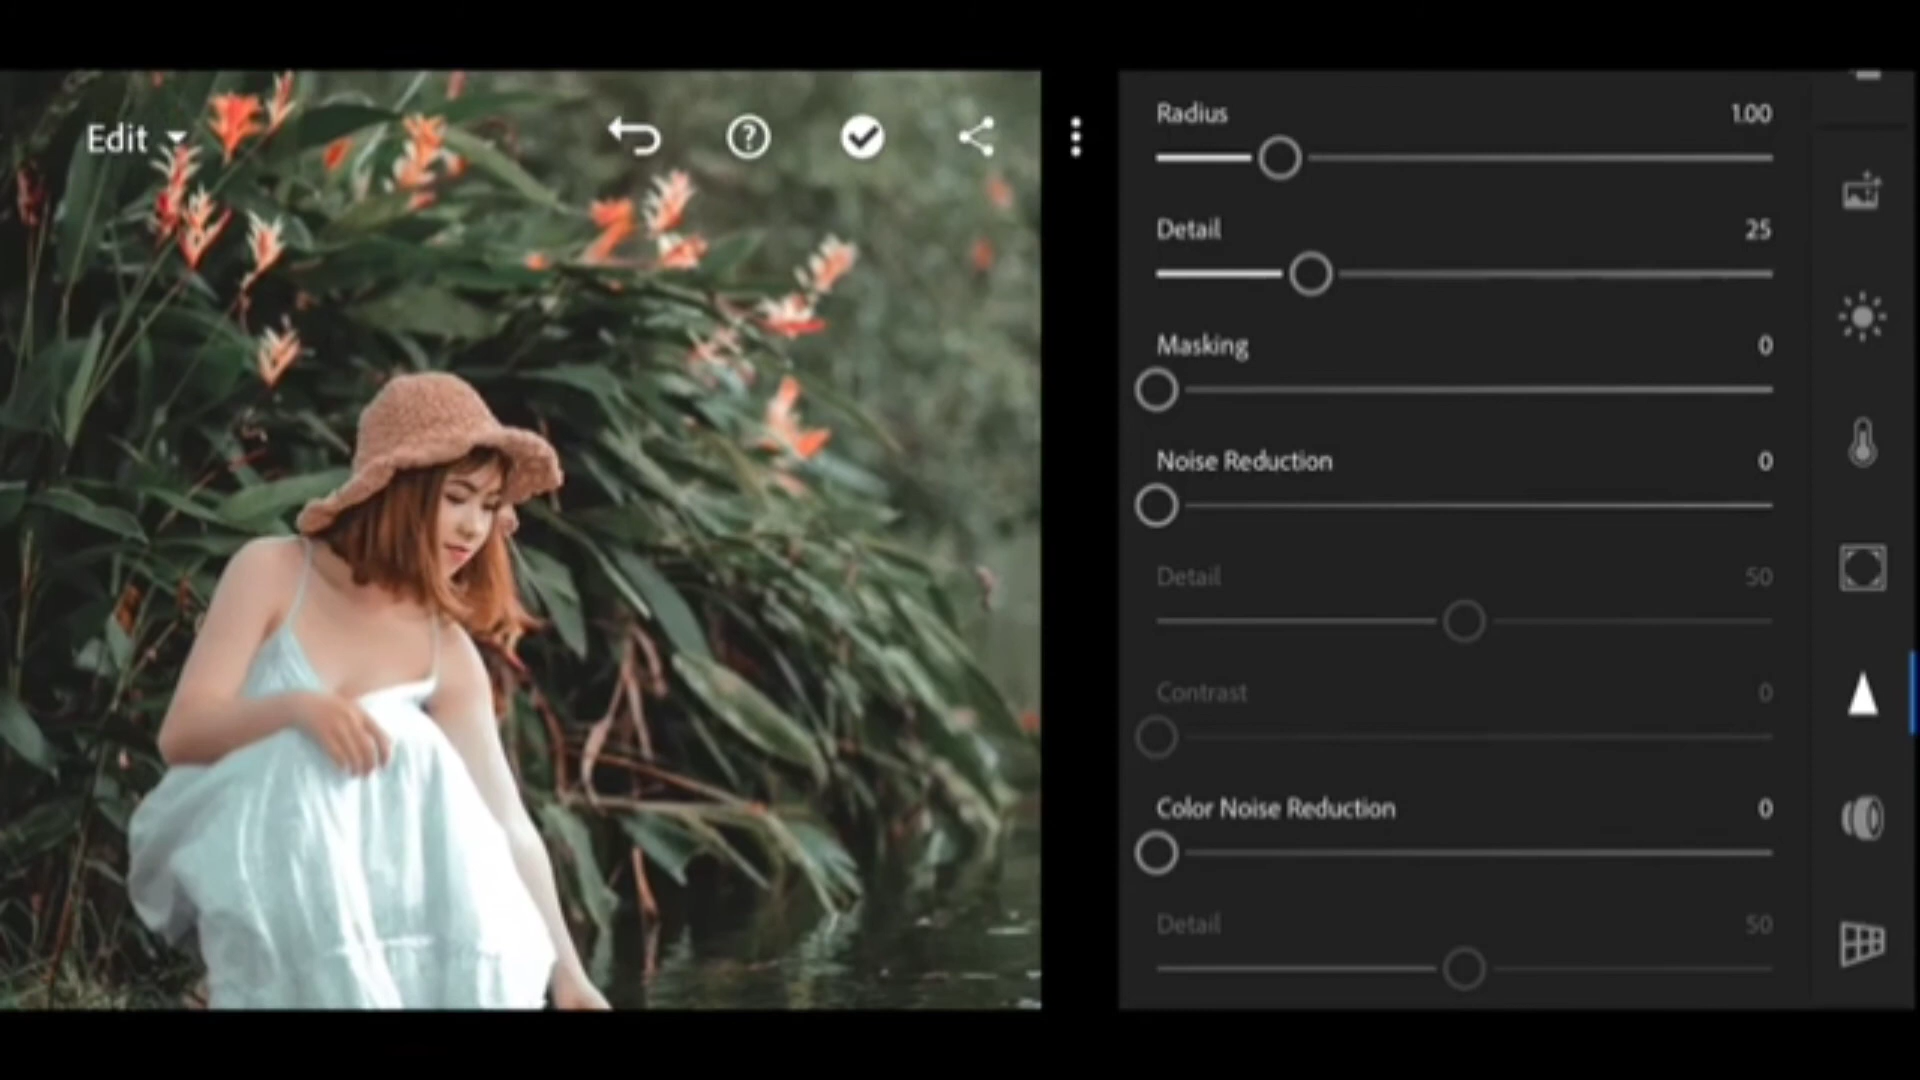 Edit
Radius 1.00
Detail 25
Masking 0
Noise Reduction 0
Detail 50
Contrast 0
Color Noise Reduction 0
Detail 50